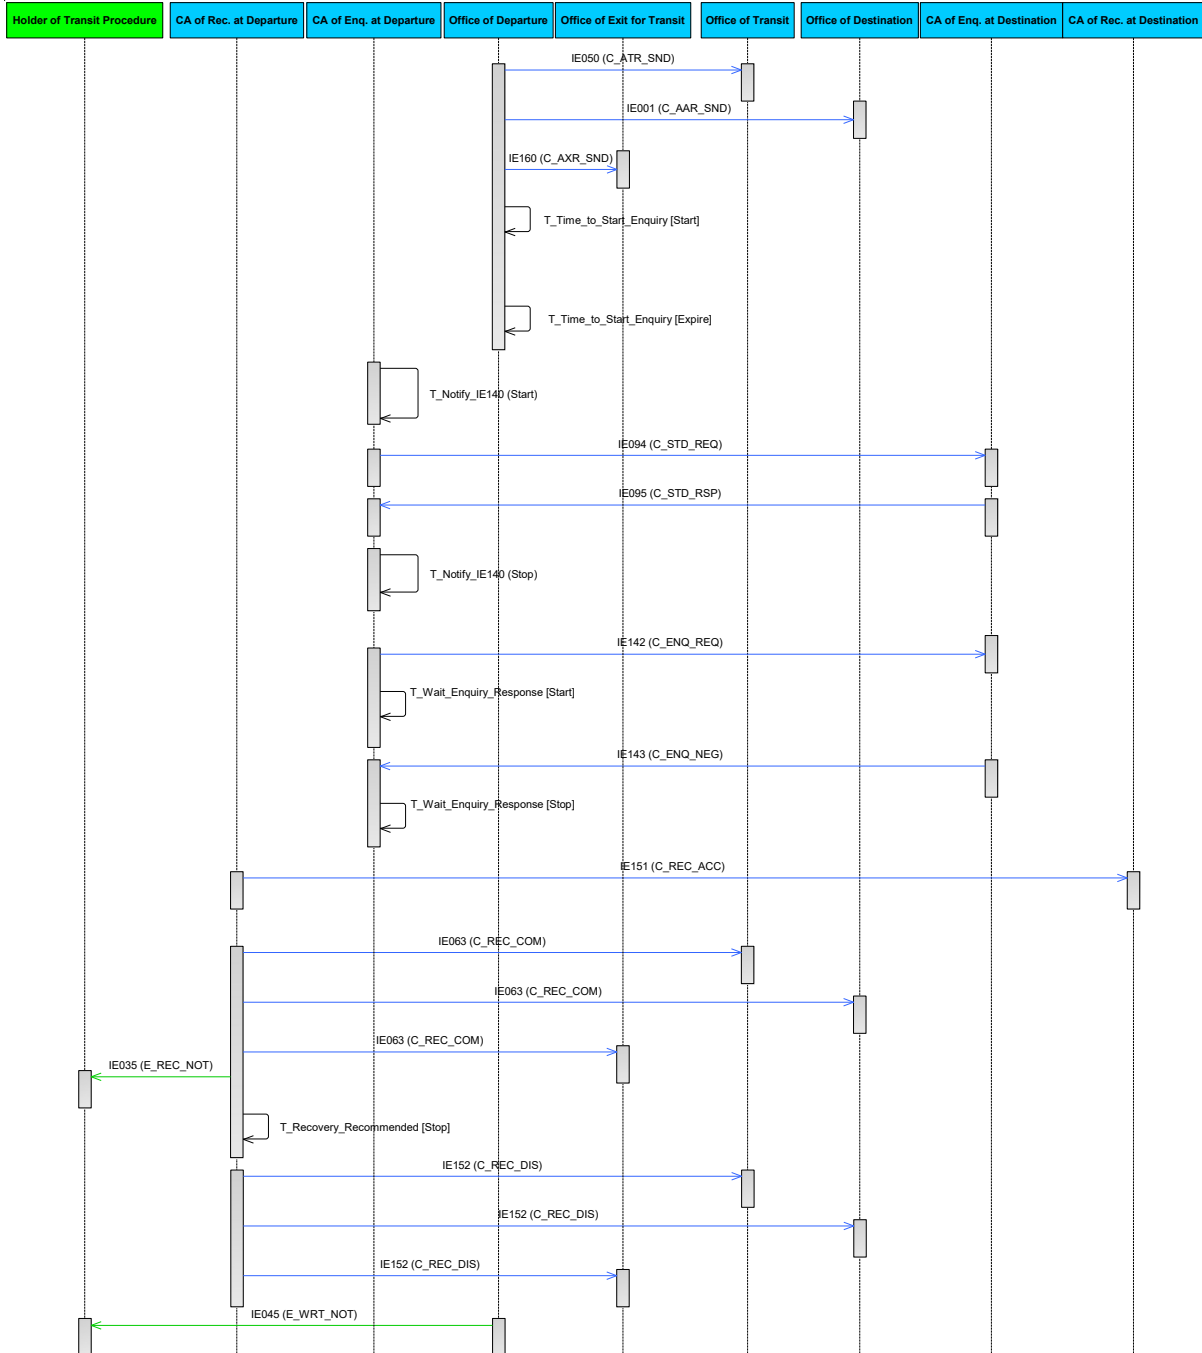 Holder of Transit Procedure
CA of Rec. at Departure
CA of Enq. at Departure
Office of Departure
Office of Exit for Transit
Office of Transit
Office of Destination
CA of Enq. at Destination
CA of Rec. at Destination
IE050 (C_ATR_SND)
IE001 (C_AAR_SND)
IE160 (C_AXR_SND)
T_Time_to_Start_Enquiry [Start]
T_Time_to_Start_Enquiry [Expire]
T_Notify_IE140 (Start)
IE094 (C_STD_REQ)
IE095 (C_STD_RSP)
T_Notify_IE140 (Stop)
IE142 (C_ENQ_REQ)
T_Wait_Enquiry_Response [Start]
IE143 (C_ENQ_NEG)
T_Wait_Enquiry_Response [Stop]
IE151 (C_REC_ACC)
IE063 (C_REC_COM)
IE063 (C_REC_COM)
IE063 (C_REC_COM)
IE035 (E_REC_NOT)
T_Recovery_Recommended [Stop]
IE152 (C_REC_DIS)
IE152 (C_REC_DIS)
IE152 (C_REC_DIS)
IE045 (E_WRT_NOT)